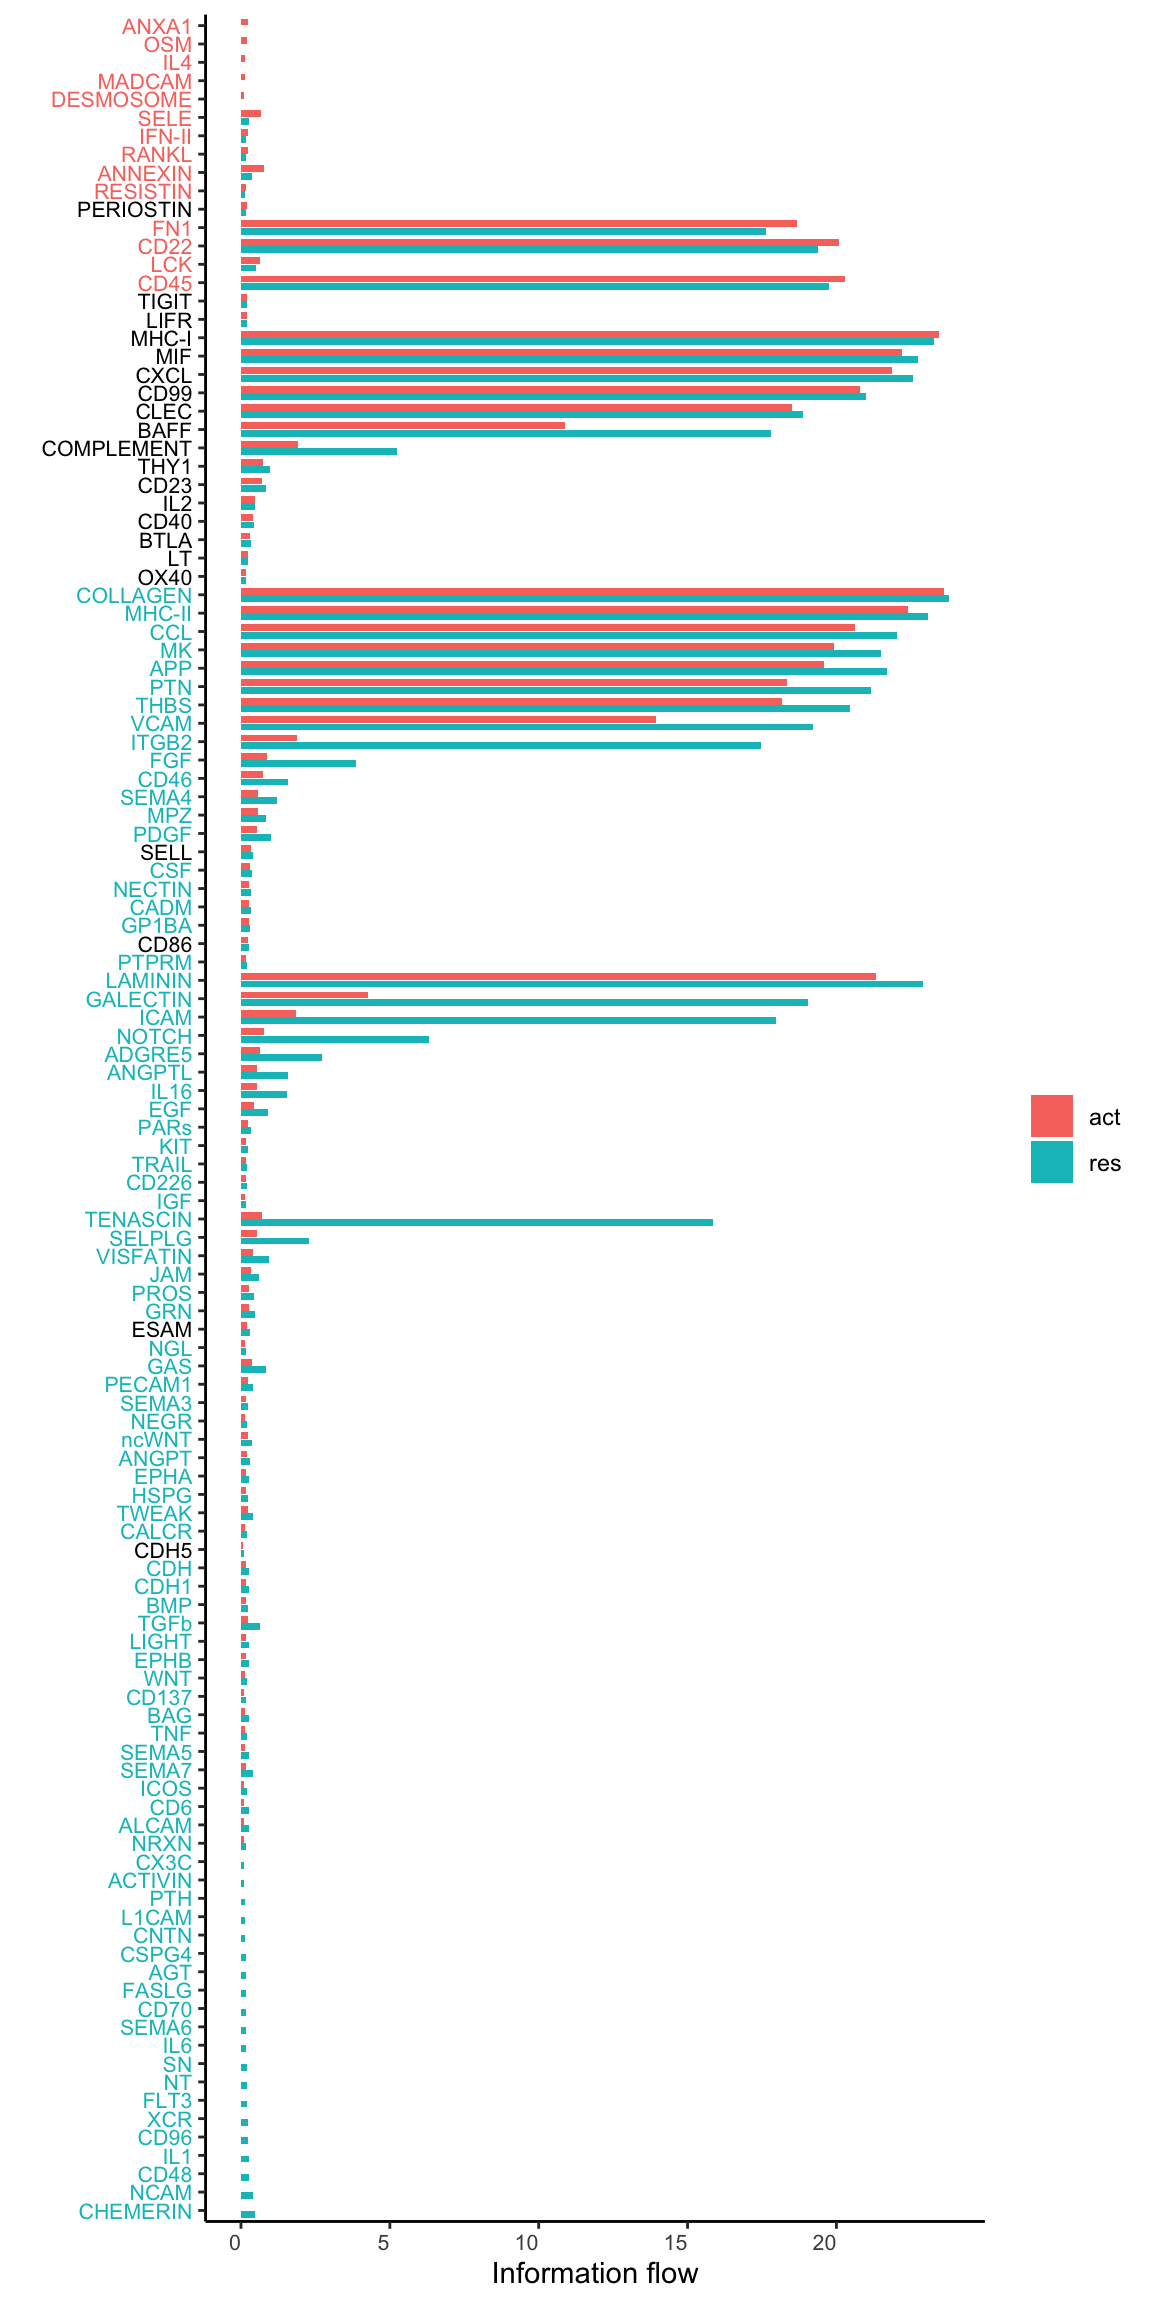 ANXA1
OSM
IL4
MADCAM
DESMOSOME
SELE
IFN-II
RANKL
ANNEXIN
RESISTIN
PERIOSTIN
FN1
CD22
LCK
CD45
TIGIT
LIFR
MHC-I
MIF
CXCL
CD99
CLEC
BAFF
COMPLEMENT
THY1
CD23
IL2
CD40
BTLA
LT
OX40
COLLAGEN
MHC-II
CCL
MK
APP
PTN
THBS
VCAM
ITGB2
FGF
CD46
SEMA4
MPZ
PDGF
SELL
CSF
NECTIN
CADM
GP1BA
CD86
PTPRM
LAMININ
GALECTIN
ICAM
NOTCH
ADGRE5
ANGPTL
IL16
EGF
PARs
KIT
TRAIL
CD226
IGF
TENASCIN
SELPLG
VISFATIN
JAM
PROS
GRN
ESAM
NGL
GAS
PECAM1
SEMA3
NEGR
ncWNT
ANGPT
EPHA
HSPG
TWEAK
CALCR
CDH5
CDH
CDH1
BMP
TGFb
LIGHT
EPHB
WNT
CD137
BAG
TNF
SEMA5
SEMA7
ICOS
CD6
ALCAM
NRXN
CX3C
ACTIVIN
PTH
L1CAM
CNTN
CSPG4
AGT
FASLG
CD70
SEMA6
IL6
SN
NT
FLT3
XCR
CD96
IL1
CD48
NCAM
CHEMERIN
0 5 10 15 20
Information flow
act
res